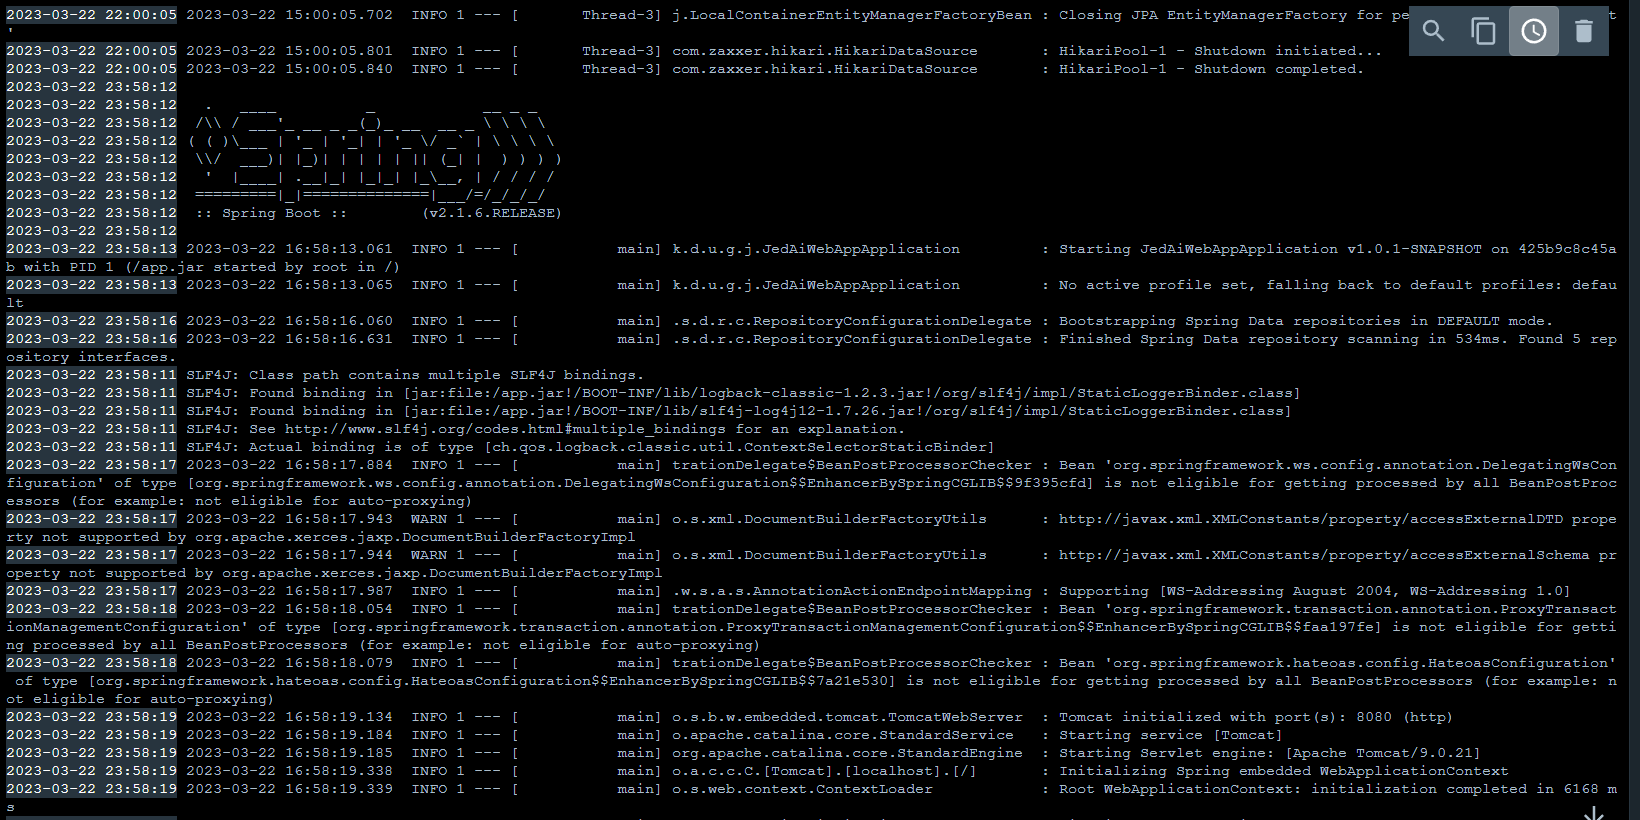 2023-03-22 22:00:05 2023-03-22 15:00:05.702  INFO 1 --- [       Thread-3] j.LocalContainerEntityManagerFactoryBean : Closing JPA EntityManagerFactory for pe t
'
2023-03-22 22:00:05 2023-03-22 15:00:05.801  INFO 1 --- [       Thread-3] com.zaxxer.hikari.HikariDataSource       : HikariPool-1 - Shutdown initiated...
2023-03-22 22:00:05 2023-03-22 15:00:05.840  INFO 1 --- [       Thread-3] com.zaxxer.hikari.HikariDataSource       : HikariPool-1 - Shutdown completed.
2023-03-22 23:58:12
2023-03-22 23:58:12   .   ____          _            __ _ _
2023-03-22 23:58:12  /\\ / ___'_ __ _ _(_)_ __  __ _ \ \ \ \
2023-03-22 23:58:12 ( ( )\___ | '_ | '_| | '_ \/ _` | \ \ \ \
2023-03-22 23:58:12  \\/  ___)| |_)| | | | | || (_| |  ) ) ) )
2023-03-22 23:58:12   '  |____| .__|_| |_|_| |_\__, | / / / /
2023-03-22 23:58:12  =========|_|==============|___/=/_/_/_/
2023-03-22 23:58:12  :: Spring Boot ::        (v2.1.6.RELEASE)
2023-03-22 23:58:12
2023-03-22 23:58:13 2023-03-22 16:58:13.061  INFO 1 --- [           main] k.d.u.g.j.JedAiWebAppApplication         : Starting JedAiWebAppApplication v1.0.1-SNAPSHOT on 425b9c8c45a
b with PID 1 (/app.jar started by root in /)
2023-03-22 23:58:13 2023-03-22 16:58:13.065  INFO 1 --- [           main] k.d.u.g.j.JedAiWebAppApplication         : No active profile set, falling back to default profiles: defau
lt
2023-03-22 23:58:16 2023-03-22 16:58:16.060  INFO 1 --- [           main] .s.d.r.c.RepositoryConfigurationDelegate : Bootstrapping Spring Data repositories in DEFAULT mode.
2023-03-22 23:58:16 2023-03-22 16:58:16.631  INFO 1 --- [           main] .s.d.r.c.RepositoryConfigurationDelegate : Finished Spring Data repository scanning in 534ms. Found 5 rep
ository interfaces.
2023-03-22 23:58:11 SLF4J: Class path contains multiple SLF4J bindings.
2023-03-22 23:58:11 SLF4J: Found binding in [jar:file:/app.jar!/BOOT-INF/lib/logback-classic-1.2.3.jar!/org/slf4j/impl/StaticLoggerBinder.class]
2023-03-22 23:58:11 SLF4J: Found binding in [jar:file:/app.jar!/BOOT-INF/lib/slf4j-log4j12-1.7.26.jar!/org/slf4j/impl/StaticLoggerBinder.class]
2023-03-22 23:58:11 SLF4J: See http://www.slf4j.org/codes.html#multiple_bindings for an explanation.
2023-03-22 23:58:11 SLF4J: Actual binding is of type [ch.qos.logback.classic.util.ContextSelectorStaticBinder]
2023-03-22 23:58:17 2023-03-22 16:58:17.884  INFO 1 --- [           main] trationDelegate$BeanPostProcessorChecker : Bean 'org.springframework.ws.config.annotation.DelegatingWsCon
figuration' of type [org.springframework.ws.config.annotation.DelegatingWsConfiguration$$EnhancerBySpringCGLIB$$9f395cfd] is not eligible for getting processed by all BeanPostProc
essors (for example: not eligible for auto-proxying)
2023-03-22 23:58:17 2023-03-22 16:58:17.943  WARN 1 --- [           main] o.s.xml.DocumentBuilderFactoryUtils      : http://javax.xml.XMLConstants/property/accessExternalDTD prope
rty not supported by org.apache.xerces.jaxp.DocumentBuilderFactoryImpl
2023-03-22 23:58:17 2023-03-22 16:58:17.944  WARN 1 --- [           main] o.s.xml.DocumentBuilderFactoryUtils      : http://javax.xml.XMLConstants/property/accessExternalSchema pr
operty not supported by org.apache.xerces.jaxp.DocumentBuilderFactoryImpl
2023-03-22 23:58:17 2023-03-22 16:58:17.987  INFO 1 --- [           main] .w.s.a.s.AnnotationActionEndpointMapping : Supporting [WS-Addressing August 2004, WS-Addressing 1.0]
2023-03-22 23:58:18 2023-03-22 16:58:18.054  INFO 1 --- [           main] trationDelegate$BeanPostProcessorChecker : Bean 'org.springframework.transaction.annotation.ProxyTransact
ionManagementConfiguration' of type [org.springframework.transaction.annotation.ProxyTransactionManagementConfiguration$$EnhancerBySpringCGLIB$$faa197fe] is not eligible for getti
ng processed by all BeanPostProcessors (for example: not eligible for auto-proxying)
2023-03-22 23:58:18 2023-03-22 16:58:18.079  INFO 1 --- [           main] trationDelegate$BeanPostProcessorChecker : Bean 'org.springframework.hateoas.config.HateoasConfiguration'
 of type [org.springframework.hateoas.config.HateoasConfiguration$$EnhancerBySpringCGLIB$$7a21e530] is not eligible for getting processed by all BeanPostProcessors (for example: n
ot eligible for auto-proxying)
2023-03-22 23:58:19 2023-03-22 16:58:19.134  INFO 1 --- [           main] o.s.b.w.embedded.tomcat.TomcatWebServer  : Tomcat initialized with port(s): 8080 (http)
2023-03-22 23:58:19 2023-03-22 16:58:19.184  INFO 1 --- [           main] o.apache.catalina.core.StandardService   : Starting service [Tomcat]
2023-03-22 23:58:19 2023-03-22 16:58:19.185  INFO 1 --- [           main] org.apache.catalina.core.StandardEngine  : Starting Servlet engine: [Apache Tomcat/9.0.21]
2023-03-22 23:58:19 2023-03-22 16:58:19.338  INFO 1 --- [           main] o.a.c.c.C.[Tomcat].[localhost].[/]       : Initializing Spring embedded WebApplicationContext
2023-03-22 23:58:19 2023-03-22 16:58:19.339  INFO 1 --- [           main] o.s.web.context.ContextLoader            : Root WebApplicationContext: initialization completed in 6168 m
s